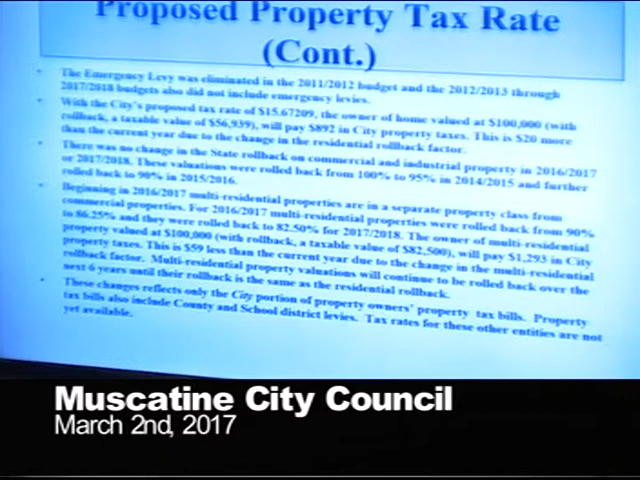 Proposed Property Tax Rate
(Cont.)
• The Emergency Levy was eliminated in the 2011/2012 budget and the 2012/2013 through
2017/2018 budgets also did not include emergency levies.
• With the City's proposed tax rate of $15.67209, the owner of home valued at $100,000 (with
rollback, a taxable value of $56,939), will pay $892 in City property taxes. This is $20 more
than the current year due to the change in the residential rollback factor.
• There was no change in the State rollback on commercial and industrial property in 2016/2017
or 2017/2018. These valuations were rolled back from 100% to 95% in 2014/2015 and further
rolled back to 90% in 2015/2016.
• Beginning in 2016/2017 multi-residential properties are in a separate property class from
commercial properties. For 2016/2017 multi-residential properties were rolled back from 90%
to 86.25% and they were rolled back to 82.50% for 2017/2018. The owner of multi-residential
property valued at $100,000 (with rollback, a taxable value of $82,500), will pay $1,293 in City
property taxes. This is $59 less than the current year due to the change in the multi-residential
rollback factor. Multi-residential property valuations will continue to be rolled back over the
next 6 years until their rollback is the same as the residential rollback.
• These changes reflects only the City portion of property owners' property tax bills. Property
tax bills also include County and School district levies. Tax rates for these other entities are not
yet available.
Muscatine City Council
March 2nd, 2017